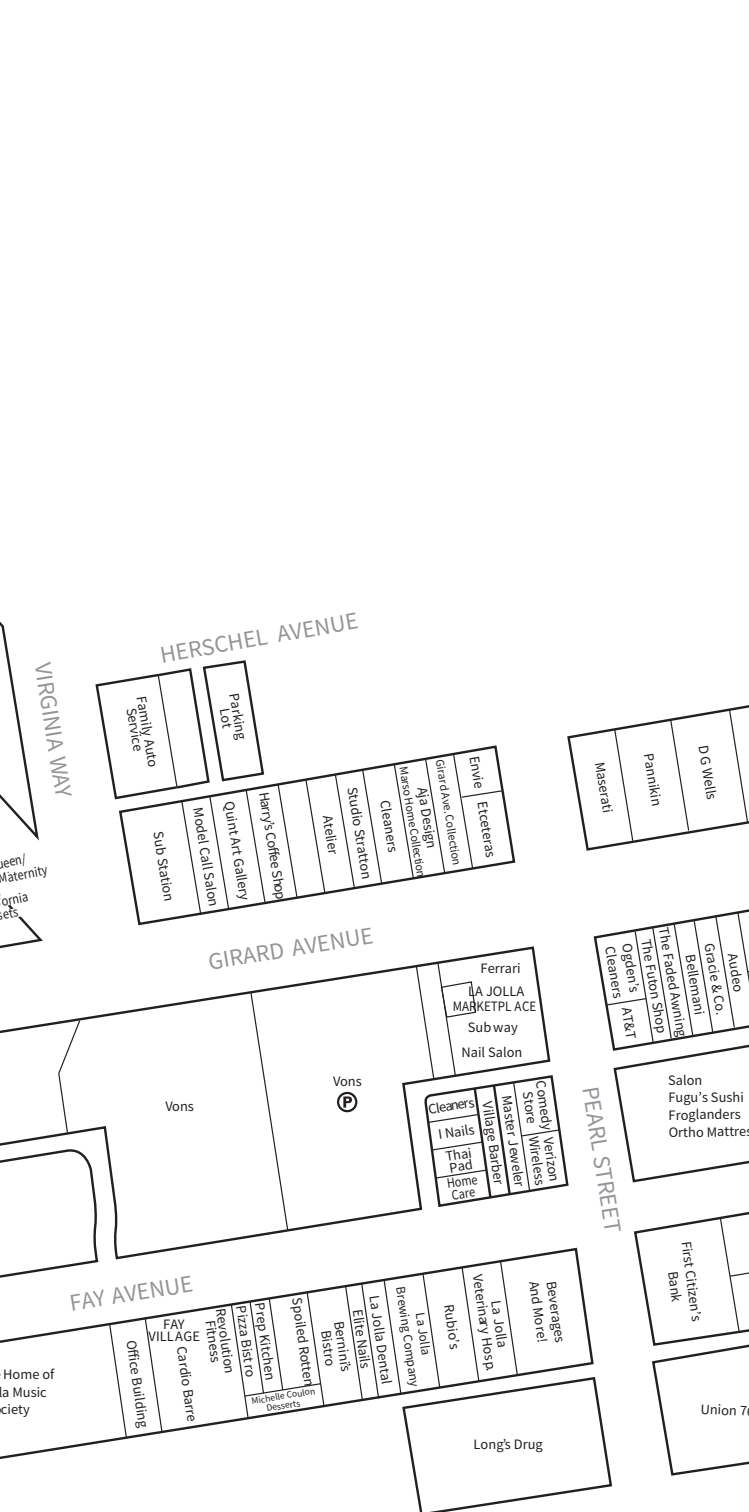 HERSCHEL AVENUE
VIRGINIA WAY
Family Auto
Service
Parking
Lot
Maternity
Sub Station
Model Call Salon
Quint Art Gallery
Harry's Coffee Shop
Atelier
Studio Stratton
Cleaners
Marso Home Collection
Aja Design
Girard Ave. Collection
Envie
Etceteras
Maserati
Pannikin
D G Wells
GIRARD AVENUE
Ferrari
LA JOLLA
MARKETPLACE
Subway
Nail Salon
Ogden's
Cleaners
AT&T
The Futon Shop
The Faded Awning
Bellemani
Gracie & Co.
Audeo
Vons
Vons
P
Cleaners
I Nails
Thai
Pad
Home
Care
Village Barber
Master Jeweler
Comedy
Store
Verizon
Wireless
PEARL STREET
Salon
Fugu's Sushi
Froglanders
Ortho Mattres
First Citizen's
Bank
FAY AVENUE
Home of
la Music
ciety
Office Building
FAY
VILLAGE
Cardio Barre
Revolution
Fitness
Pizza Bistro
Prep Kitchen
Spoiled Rotten
Michelle Coulon
Desserts
Bernini's
Bistro
Elite Nails
La Jolla Dental
La Jolla
Brewing Company
Rubio's
La Jolla
Veterinary Hosp.
Beverages
And More!
Long's Drug
Union 7